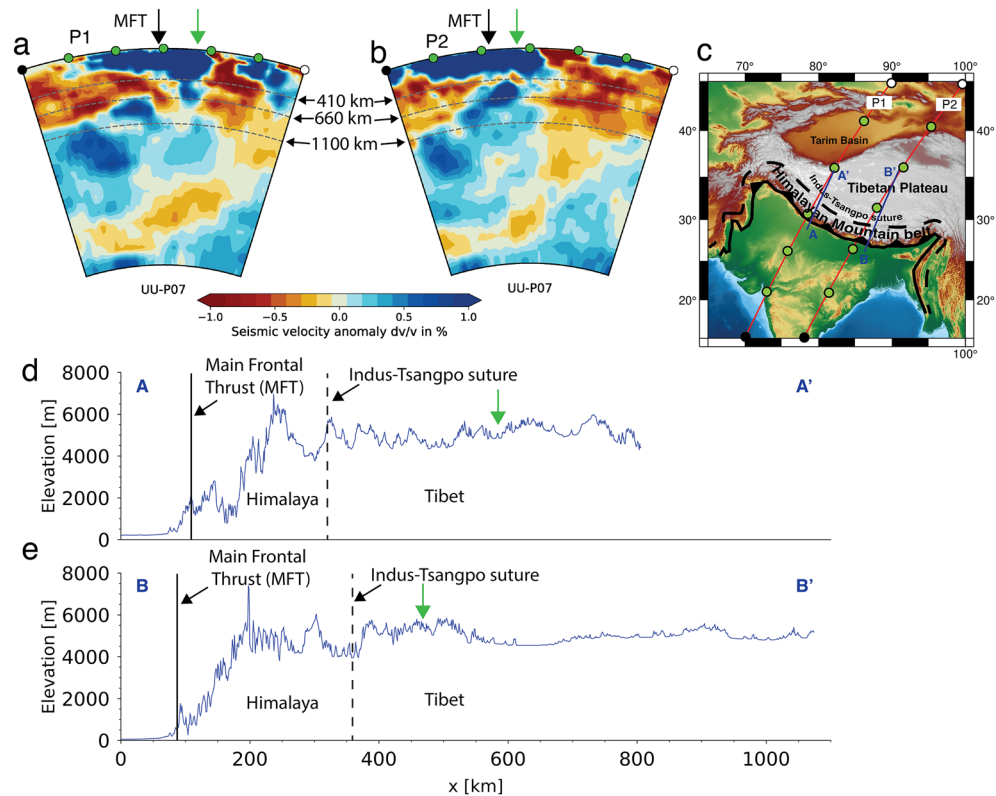 a
P1
MFT
b
P2
MFT
410 km
660 km
1100 km
UU-P07
UU-P07
−1.0 −0.5 0.0 0.5 1.0
Seismic velocity anomaly dv/v in %
c
70° 80° 90° 100°
P1
P2
40°
40°
Tarim Basin
A'
B'
Tibetan Plateau
Indus-Tsangpo suture
Himalayan Mountain belt
30°
30°
A
B
20°
20°
100°
d
8000
6000
4000
2000
0
Elevation [m]
A
Main Frontal
Thrust (MFT)
Indus-Tsangpo suture
A’
Himalaya
Tibet
e
8000
6000
4000
2000
0
Elevation [m]
B
Main Frontal
Thrust (MFT)
Indus-Tsangpo suture
B’
Himalaya
Tibet
0 200 400 600 800 1000
x [km]